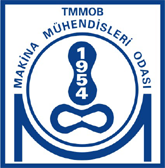 TMMOB
MAKİNA MÜHENDİSLERİ ODASI
1954